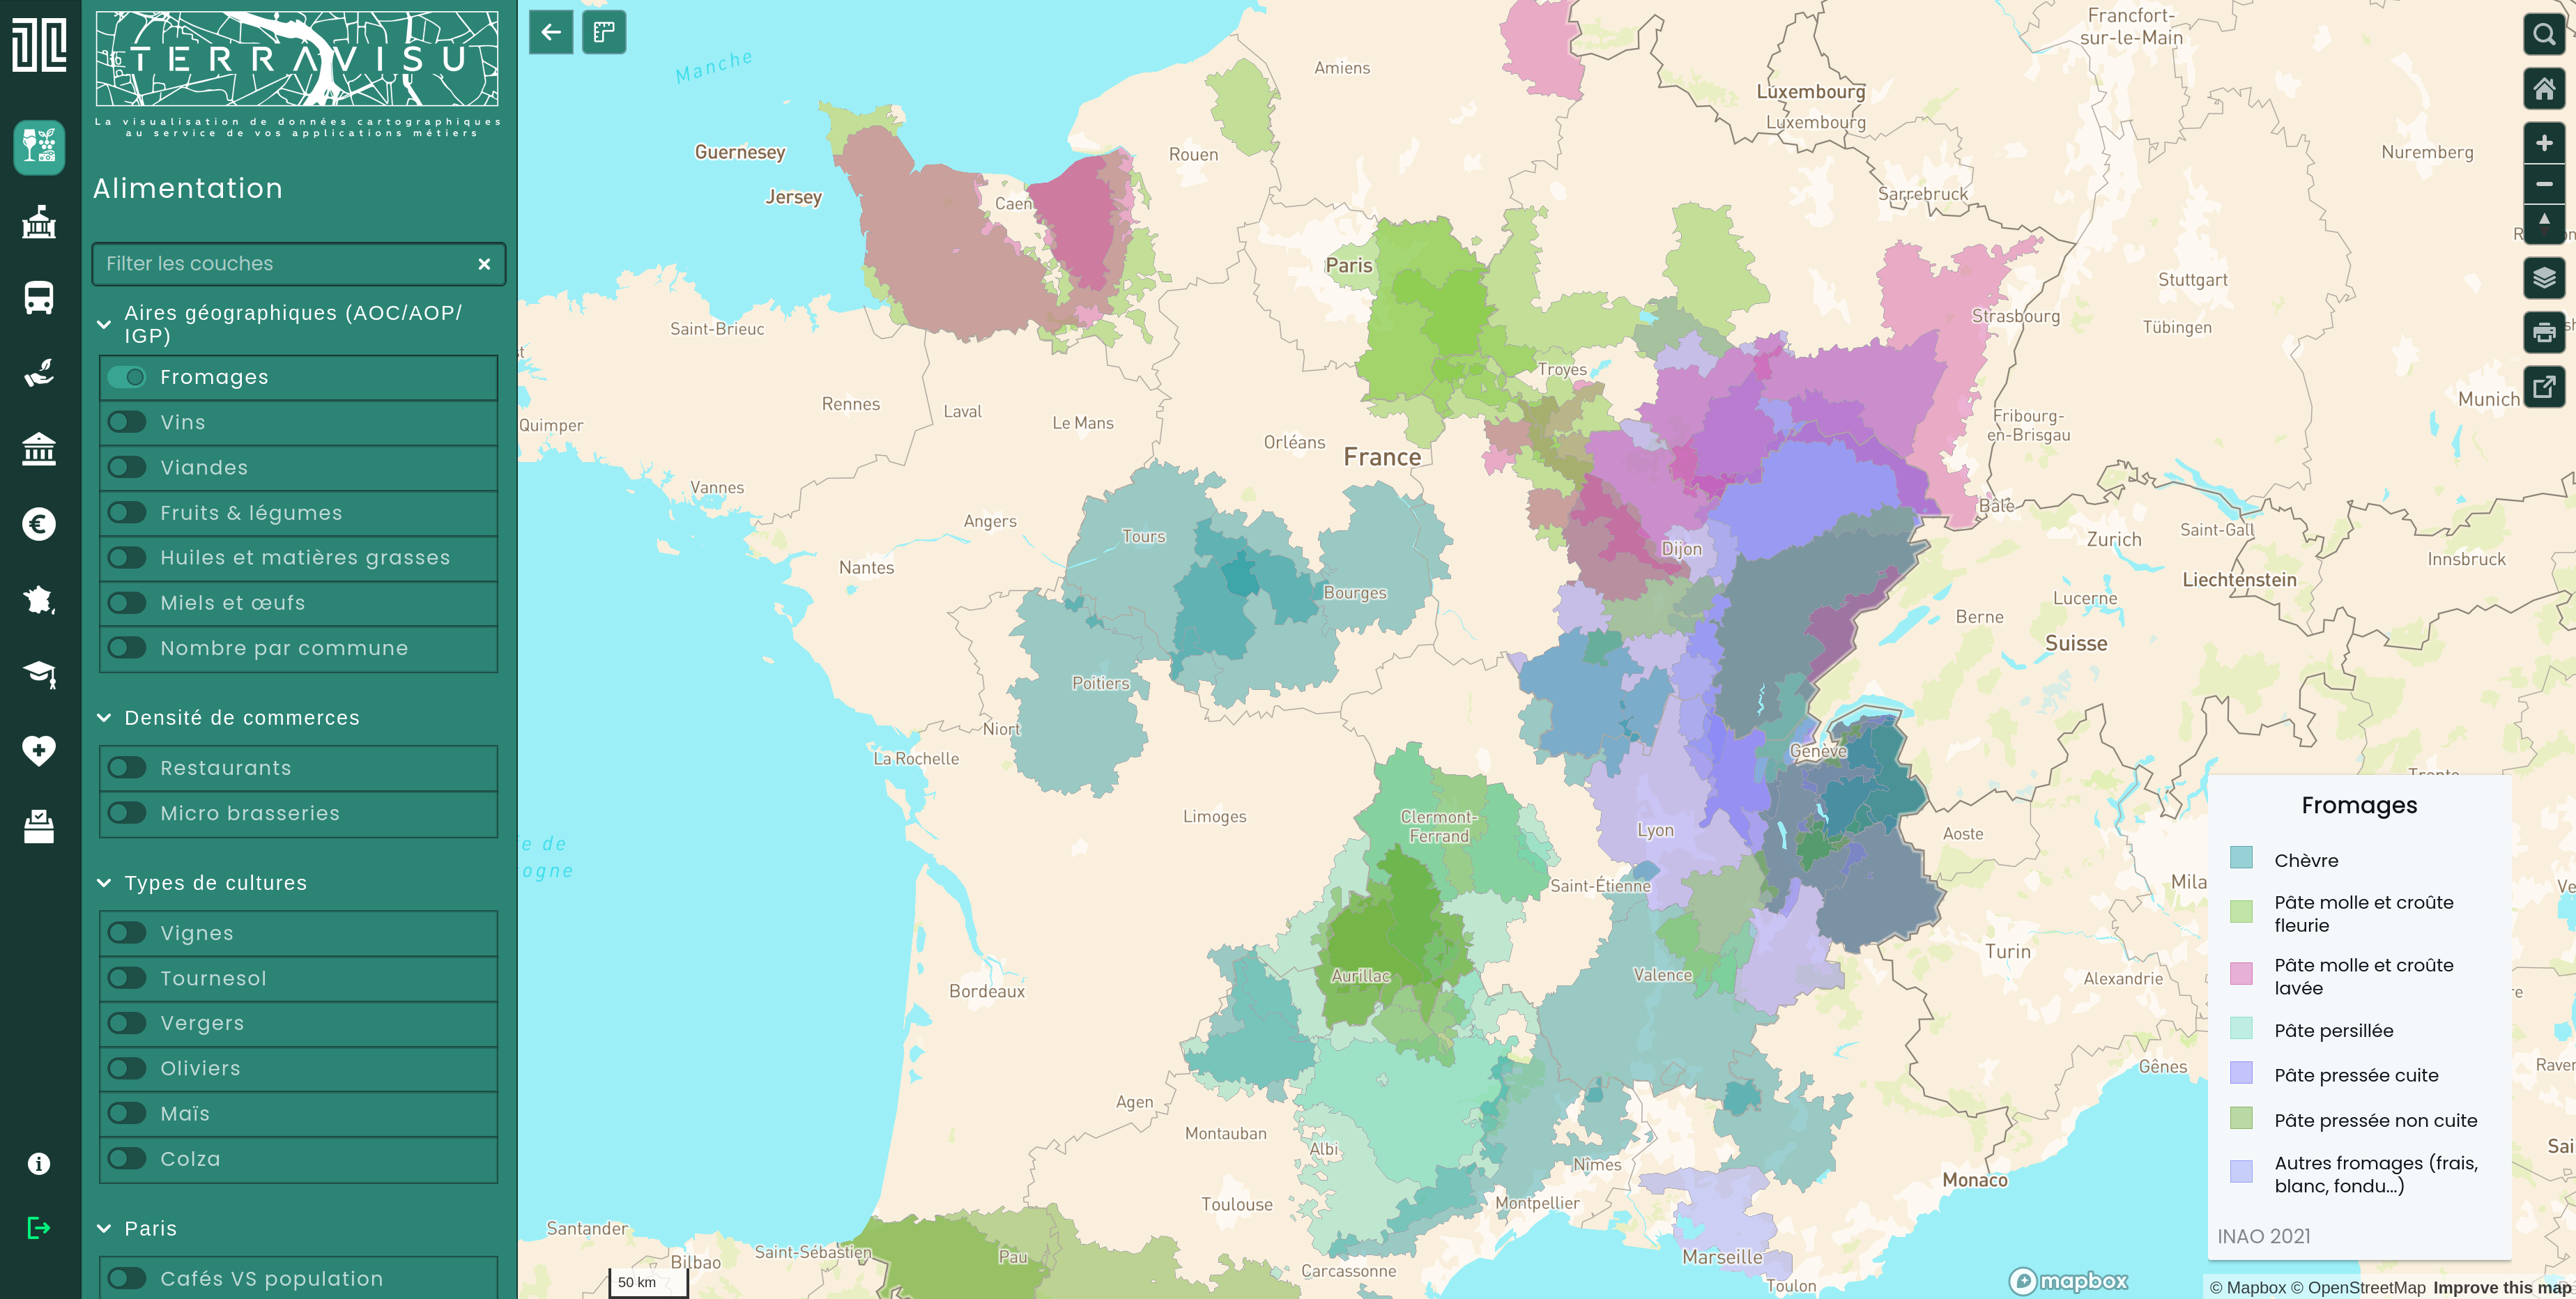 TERRAVISU
La visualisation de données cartographiques
au service de vos applications métiers
Alimentation
Filter les couches
Aires géographiques (AOC/AOP/
IGP)
Fromages
Vins
Viandes
Fruits & légumes
Huiles et matières grasses
Miels et œufs
Nombre par commune
Densité de commerces
Restaurants
Micro brasseries
Types de cultures
Vignes
Tournesol
Vergers
Oliviers
Maïs
Colza
Paris
Cafés VS population
Manche
Guernesey
Jersey
Amiens
Rouen
Caen
Paris
Luxembourg
Luxembourg
Francfort-
sur-le-Main
Nuremberg
Sarrebruck
Stuttgart
Strasbourg
Tübingen
Munich
Saint-Brieuc
Rennes
Laval
Le Mans
Quimper
Orléans
Troyes
Fribourg-
en-Brisgau
France
Vannes
Angers
Tours
Nantes
Bourges
Dijon
Bâle
Zurich
Saint-Gall
Innsbruck
Liechtenstein
Lucerne
Berne
Suisse
Poitiers
Niort
La Rochelle
Genève
Limoges
Clermont-
Ferrand
Lyon
Aoste
Saint-Étienne
Turin
Alexandrie
Aurillac
Valence
Bordeaux
Gênes
Agen
Montauban
Albi
Nîmes
Monaco
Toulouse
Montpellier
Santander
Bilbao
Saint-Sébastien
Pau
Carcassonne
Marseille
Toulon
50 km
Fromages
Chèvre
Pâte molle et croûte
fleurie
Pâte molle et croûte
lavée
Pâte persillée
Pâte pressée cuite
Pâte pressée non cuite
Autres fromages (frais,
blanc, fondu...)
INAO 2021
mapbox
© Mapbox © OpenStreetMap Improve this map